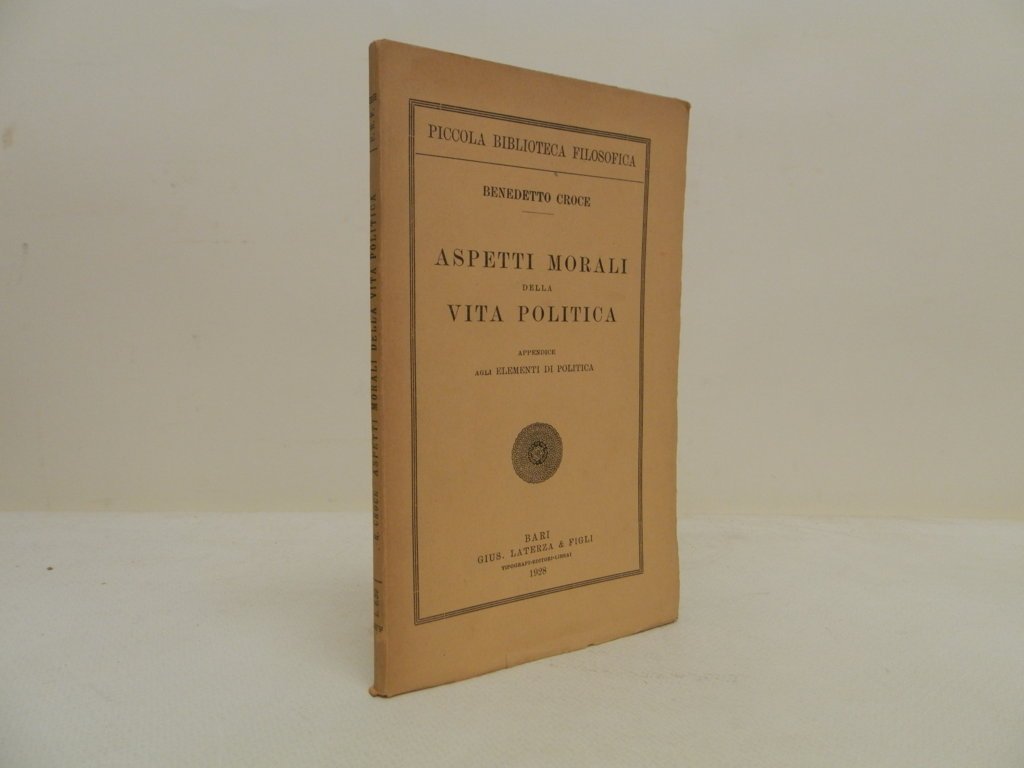 PICCOLA BIBLIOTECA FILOSOFICA
BENEDETTO CROCE
ASPETTI MORALI
DELLA
VITA POLITICA
APPENDICE
AGLI ELEMENTI DI POLITICA
BARI
GIUS. LATERZA & FIGLI
TIPOGRAFI-EDITORI-LIBRAI
1928
B. CROCE ASPETTI MORALI DELLA VITA POLITICA